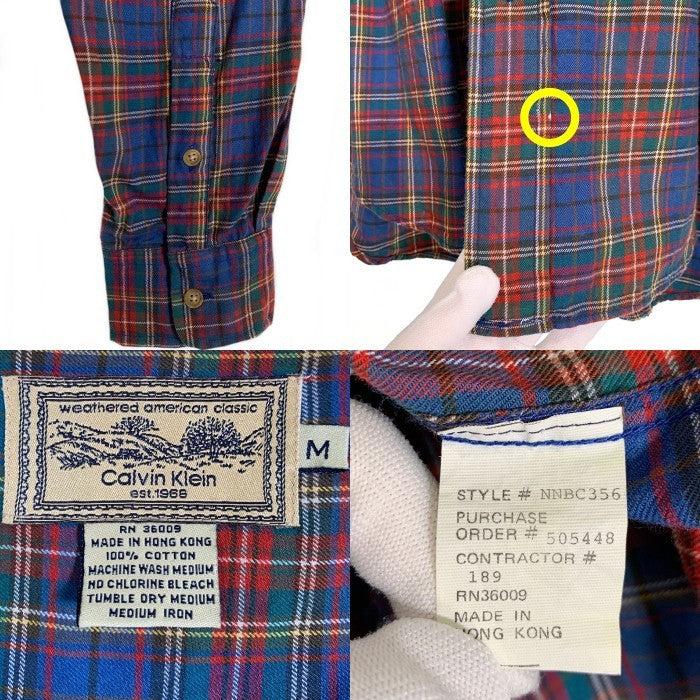 weathered american classic
Calvin Klein
est.1968
M
RN 36009
MADE IN HONG KONG
100% COTTON
MACHINE WASH MEDIUM
NO CHLORINE BLEACH
TUMBLE DRY MEDIUM
MEDIUM IRON
STYLE # NNBC356
PURCHASE
ORDER # 505448
CONTRACTOR #
189
RN36009
MADE IN
HONG KONG